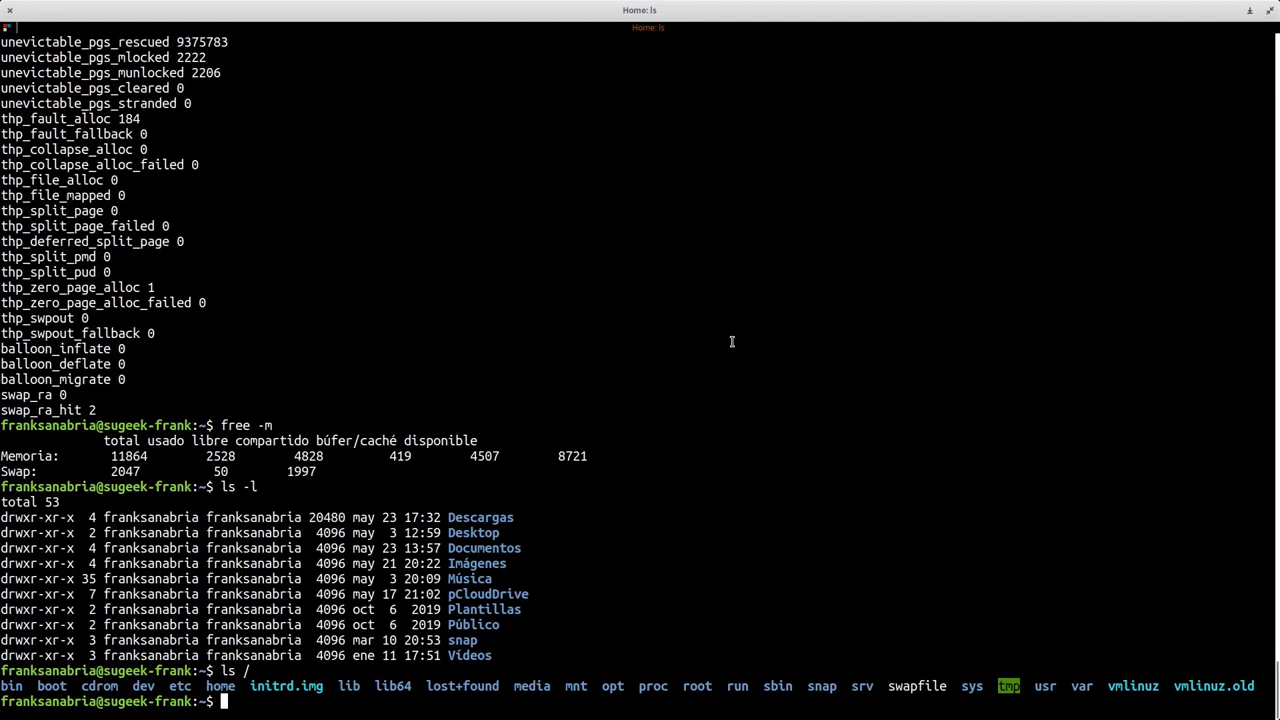 Home: ls
Home: ls
unevictable_pgs_rescued 9375783
unevictable_pgs_mlocked 2222
unevictable_pgs_munlocked 2206
unevictable_pgs_cleared 0
unevictable_pgs_stranded 0
thp_fault_alloc 184
thp_fault_fallback 0
thp_collapse_alloc 0
thp_collapse_alloc_failed 0
thp_file_alloc 0
thp_file_mapped 0
thp_split_page 0
thp_split_page_failed 0
thp_deferred_split_page 0
thp_split_pmd 0
thp_split_pud 0
thp_zero_page_alloc 1
thp_zero_page_alloc_failed 0
thp_swpout 0
thp_swpout_fallback 0
balloon_inflate 0
balloon_deflate 0
balloon_migrate 0
swap_ra 0
swap_ra_hit 2
franksanabria@sugeek-frank:~$ free -m
total usado libre compartido búfer/caché disponible
Memoria: 11864 2528 4828 419 4507 8721
Swap: 2047 50 1997
franksanabria@sugeek-frank:~$ ls -l
total 53
drwxr-xr-x 4 franksanabria franksanabria 20480 may 23 17:32 Descargas
drwxr-xr-x 2 franksanabria franksanabria 4096 may 3 12:59 Desktop
drwxr-xr-x 4 franksanabria franksanabria 4096 may 23 13:57 Documentos
drwxr-xr-x 4 franksanabria franksanabria 4096 may 21 20:22 Imágenes
drwxr-xr-x 35 franksanabria franksanabria 4096 may 3 20:09 Música
drwxr-xr-x 7 franksanabria franksanabria 4096 may 17 21:02 pCloudDrive
drwxr-xr-x 2 franksanabria franksanabria 4096 oct 6 2019 Plantillas
drwxr-xr-x 2 franksanabria franksanabria 4096 oct 6 2019 Público
drwxr-xr-x 3 franksanabria franksanabria 4096 mar 10 20:53 snap
drwxr-xr-x 3 franksanabria franksanabria 4096 ene 11 17:51 Vídeos
franksanabria@sugeek-frank:~$ ls /
bin boot cdrom dev etc home initrd.img lib lib64 lost+found media mnt opt proc root run sbin snap srv swapfile sys tmp usr var vmlinuz vmlinuz.old
franksanabria@sugeek-frank:~$